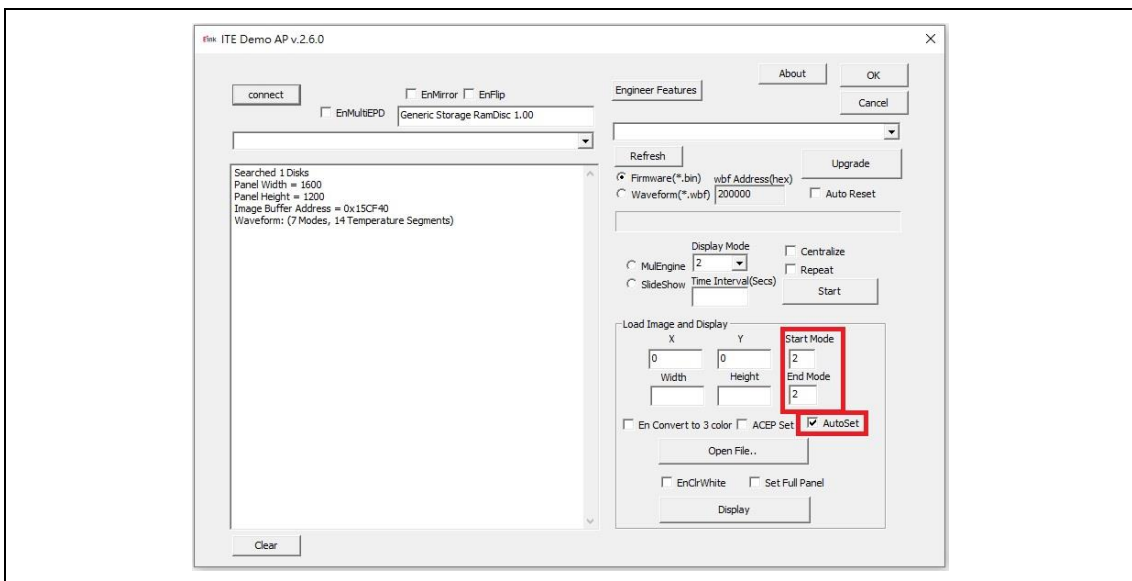 Eink ITE Demo AP v.2.6.0
connect
EnMirror
EnFlip
EnMultiEPD
Generic Storage RamDisc 1.00
Searched 1 Disks
Panel Width = 1600
Panel Height = 1200
Image Buffer Address = 0x15CF40
Waveform: (7 Modes, 14 Temperature Segments)
Clear
About
OK
Engineer Features
Cancel
Refresh
Upgrade
Firmware(*.bin)
wbf Address(hex)
Waveform(*.wbf)
200000
Auto Reset
Display Mode
Centralize
MulEngine
2
Repeat
SlideShow
Time Interval(Secs)
Start
Load Image and Display
X
Y
Start Mode
0
0
2
Width
Height
End Mode
2
En Convert to 3 color
ACEP Set
AutoSet
Open File..
EnClrWhite
Set Full Panel
Display